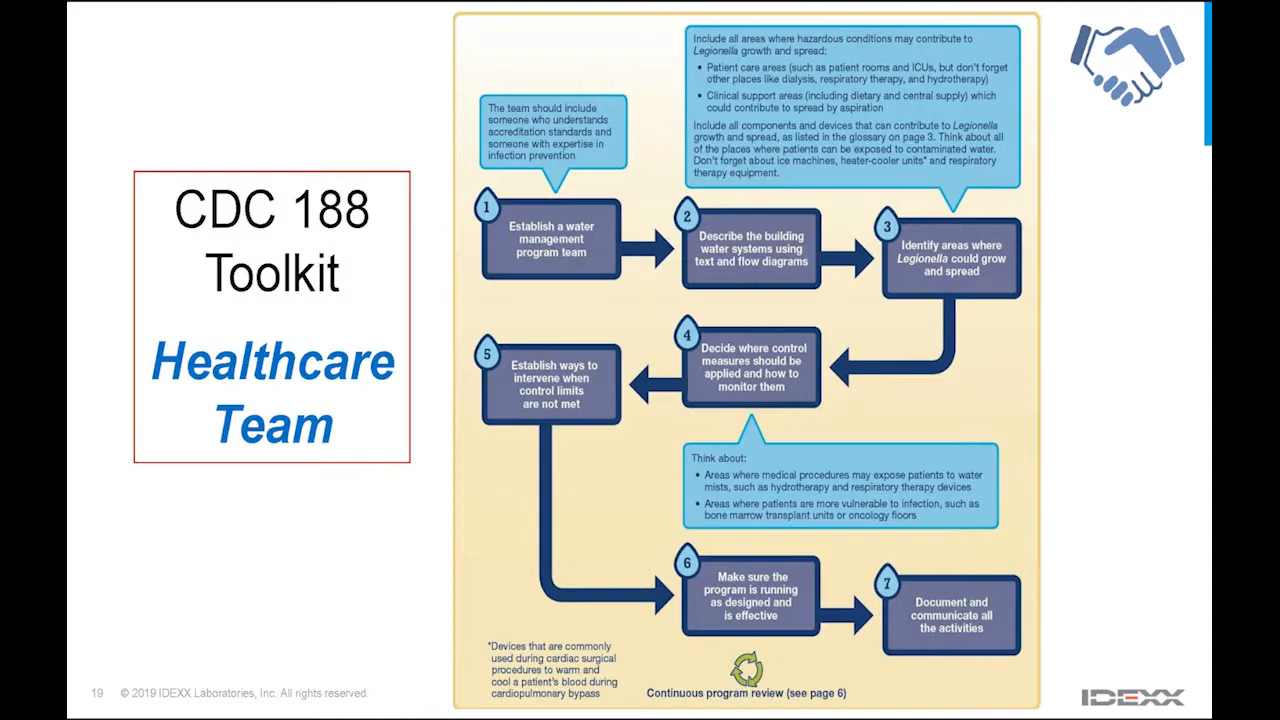 CDC 188
Toolkit
Healthcare
Team
The team should include
someone who understands
accreditation standards and
someone with expertise in
infection prevention
Include all areas where hazardous conditions may contribute to
Legionella growth and spread:
• Patient care areas (such as patient rooms and ICUs, but don't forget
other places like dialysis, respiratory therapy, and hydrotherapy)
• Clinical support areas (including dietary and central supply) which
could contribute to spread by aspiration
Include all components and devices that can contribute to Legionella
growth and spread, as listed in the glossary on page 3. Think about all
of the places where patients can be exposed to contaminated water.
Don't forget about ice machines, heater-cooler units* and respiratory
therapy equipment.
1
Establish a water
management
program team
2
Describe the building
water systems using
text and flow diagrams
3
Identify areas where
Legionella could grow
and spread
4
Decide where control
measures should be
applied and how to
monitor them
5
Establish ways to
intervene when
control limits
are not met
Think about:
• Areas where medical procedures may expose patients to water
mists, such as hydrotherapy and respiratory therapy devices
• Areas where patients are more vulnerable to infection, such as
bone marrow transplant units or oncology floors
6
Make sure the
program is running
as designed and
is effective
7
Document and
communicate all
the activities
*Devices that are commonly
used during cardiac surgical
procedures to warm and
cool a patient's blood during
cardiopulmonary bypass
Continuous program review (see page 6)
19 © 2019 IDEXX Laboratories, Inc. All rights reserved.
IDEXX